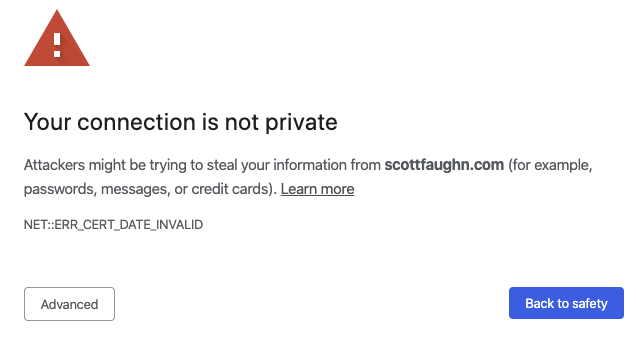 Your connection is not private
Attackers might be trying to steal your information from scottfaughn.com (for example,
passwords, messages, or credit cards). Learn more
NET::ERR_CERT_DATE_INVALID
Advanced
Back to safety